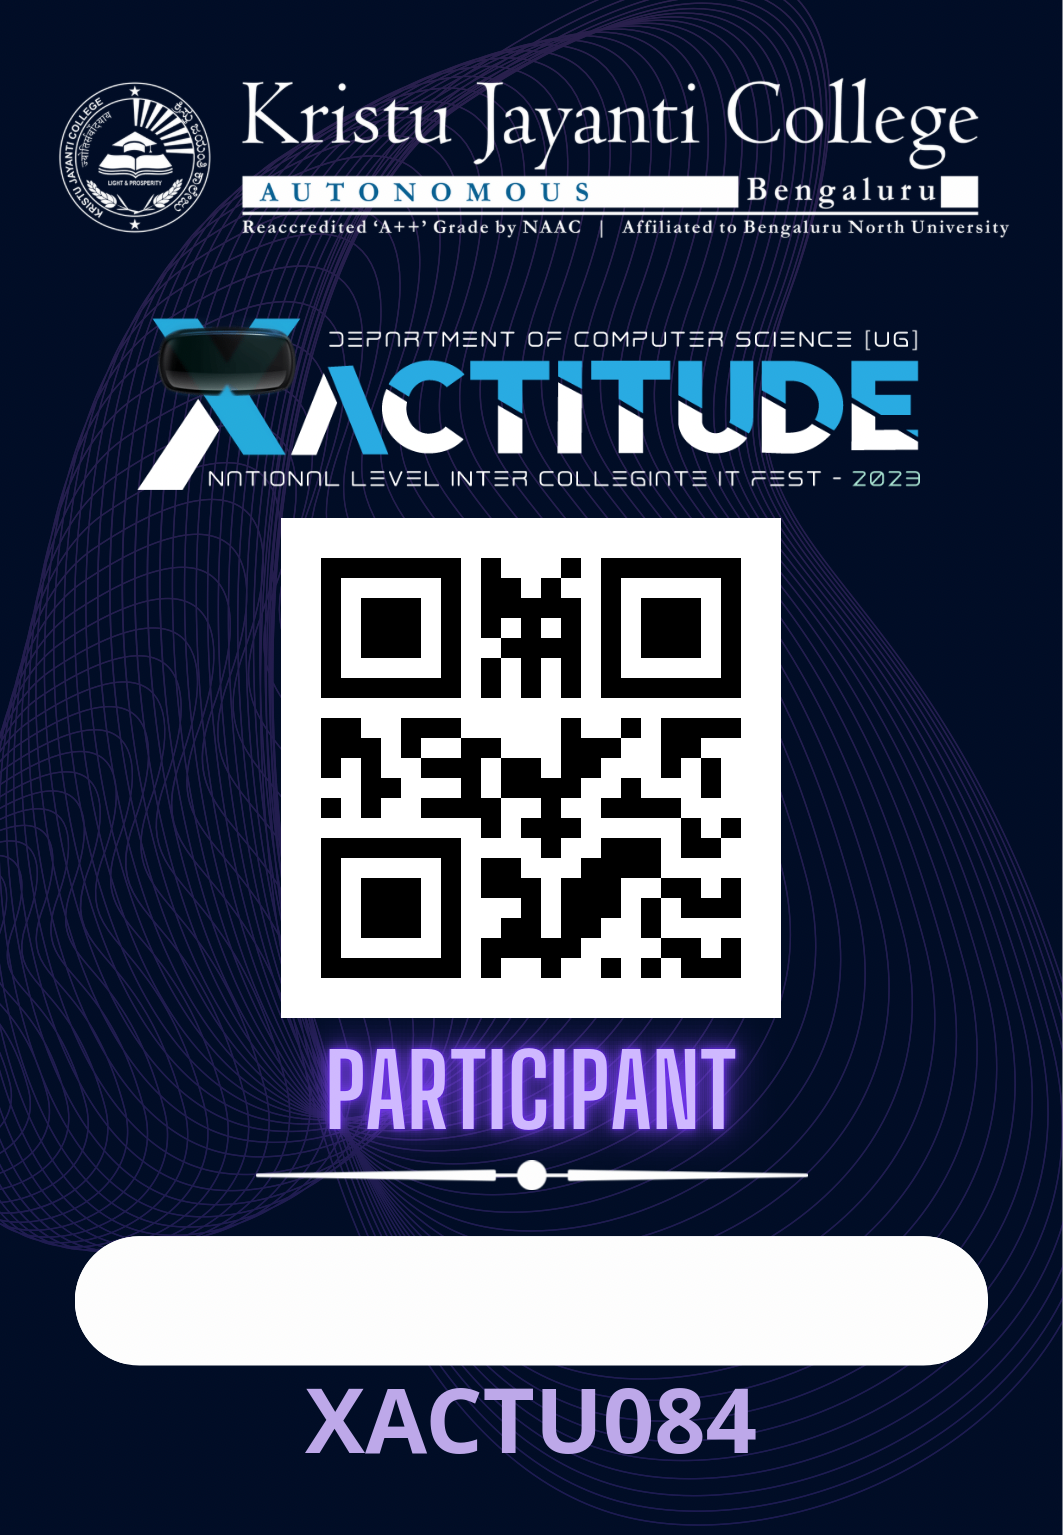 Kristu Jayanti College
AUTONOMOUS Bengaluru
Reaccredited ‘A++’ Grade by NAAC | Affiliated to Bengaluru North University
KRISTU JAYANTI COLLEGE
ज्योतिसंवादाय
ಕ್ರಿಸ್ತು ಜಯಂತಿ ಕಾಲೇಜು
LIGHT & PROSPERITY
DEPARTMENT OF COMPUTER SCIENCE [UG]
XACTITUDE
NATIONAL LEVEL INTER COLLEGIATE IT FEST - 2023
PARTICIPANT
XACTU084